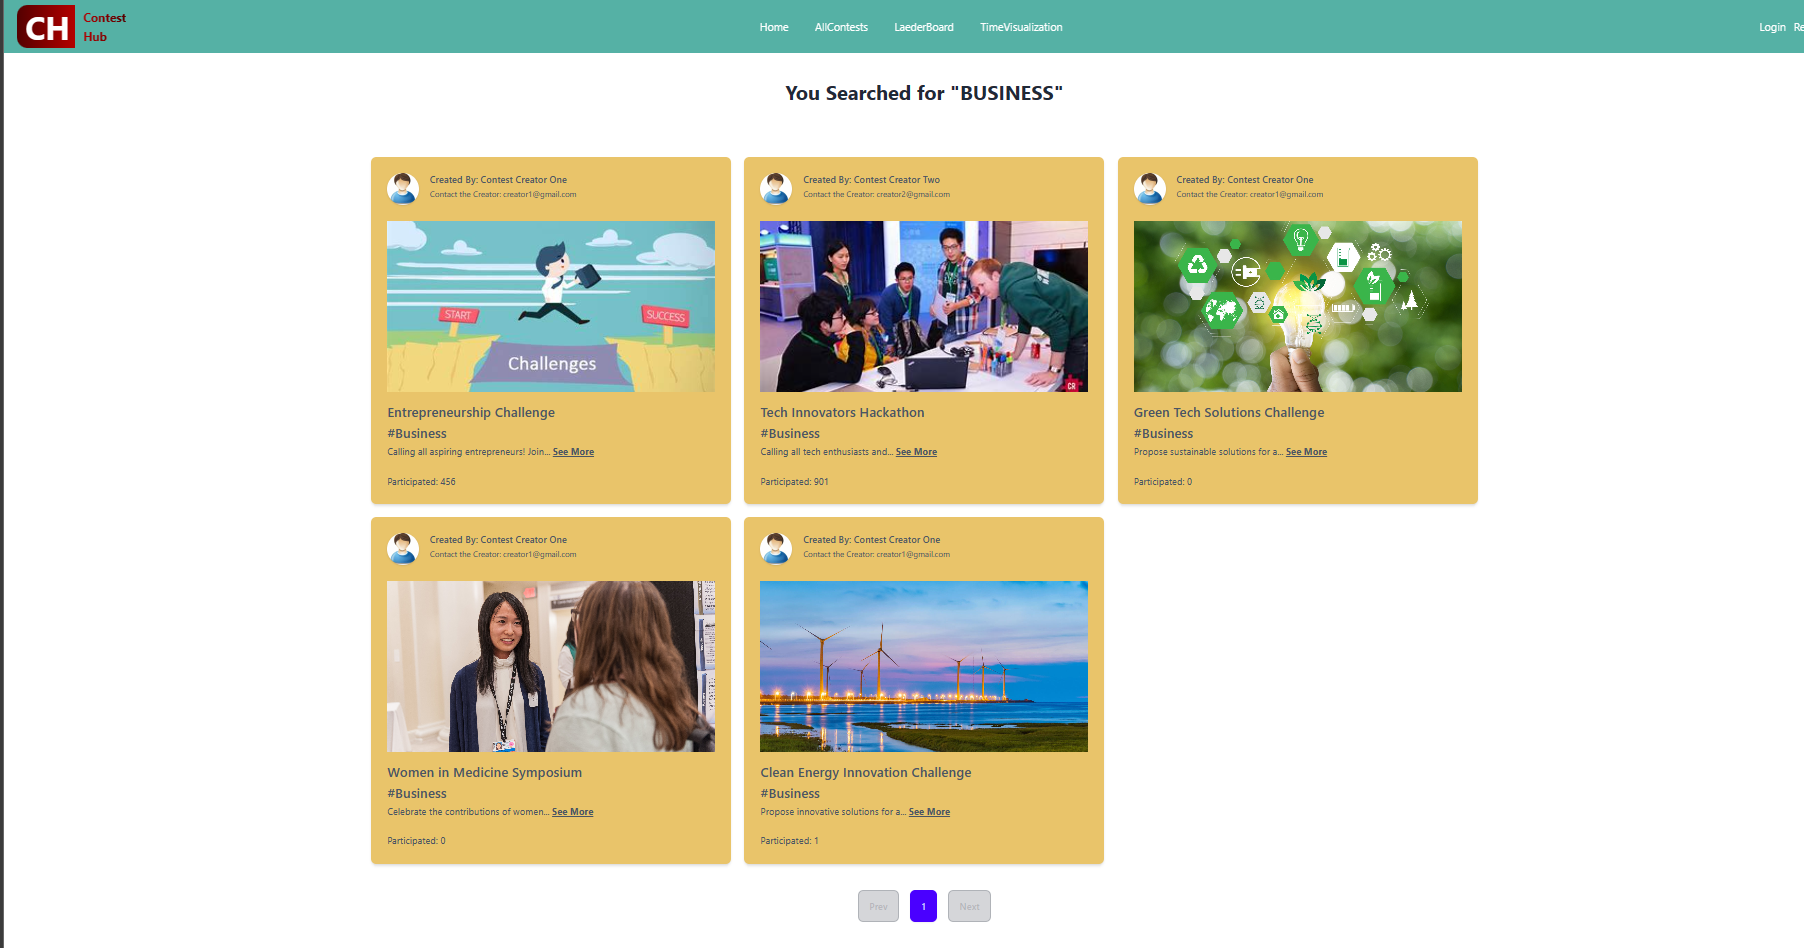 CH
Contest
Hub
Home
AllContests
LaederBoard
TimeVisualization
Login
Re
You Searched for "BUSINESS"
Created By: Contest Creator One
Contact the Creator: creator1@gmail.com
START
SUCCESS
Challenges
Entrepreneurship Challenge
#Business
Calling all aspiring entrepreneurs! Join... See More
Participated: 456
Created By: Contest Creator Two
Contact the Creator: creator2@gmail.com
CR
Tech Innovators Hackathon
#Business
Calling all tech enthusiasts and... See More
Participated: 901
Created By: Contest Creator One
Contact the Creator: creator1@gmail.com
Green Tech Solutions Challenge
#Business
Propose sustainable solutions for a... See More
Participated: 0
Created By: Contest Creator One
Contact the Creator: creator1@gmail.com
Women in Medicine Symposium
#Business
Celebrate the contributions of women... See More
Participated: 0
Created By: Contest Creator One
Contact the Creator: creator1@gmail.com
Clean Energy Innovation Challenge
#Business
Propose innovative solutions for a... See More
Participated: 1
Prev
1
Next